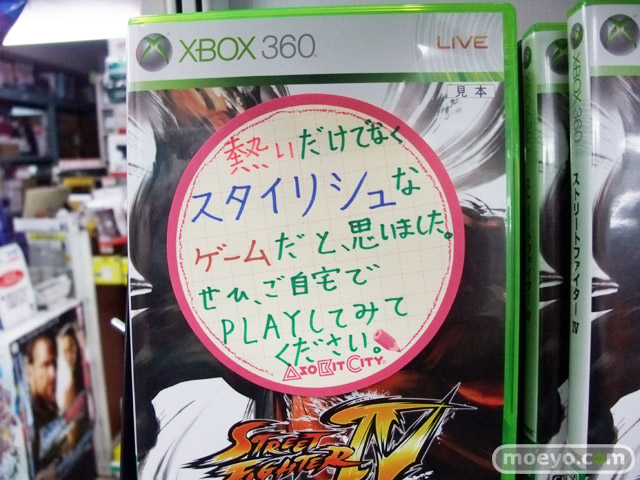 XBOX 360
LIVE
見本
熱いだけでなく
スタイリシュな
ゲームだと、思いました。
ぜひ、ご自宅で
PLAYしてみて
ください。
ASOBITCITY
STREET
FIGHTER IV
XBOX 360
ストリートファイター IV
moeyo.com